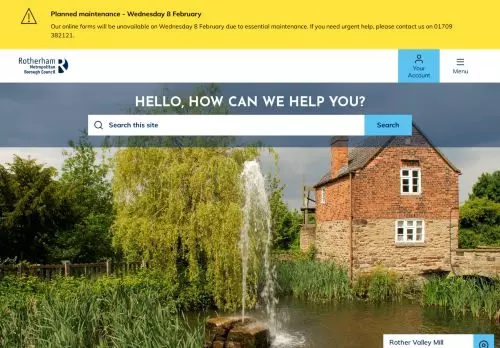 Planned maintenance - Wednesday 8 February
Our online forms will be unavailable on Wednesday 8 February due to essential maintenance. If you need urgent help, please contact us on 01709
382121.
Rotherham
Metropolitan
Borough Council
Your
Account
Menu
HELLO, HOW CAN WE HELP YOU?
Search this site
Search
Rother Valley Mill